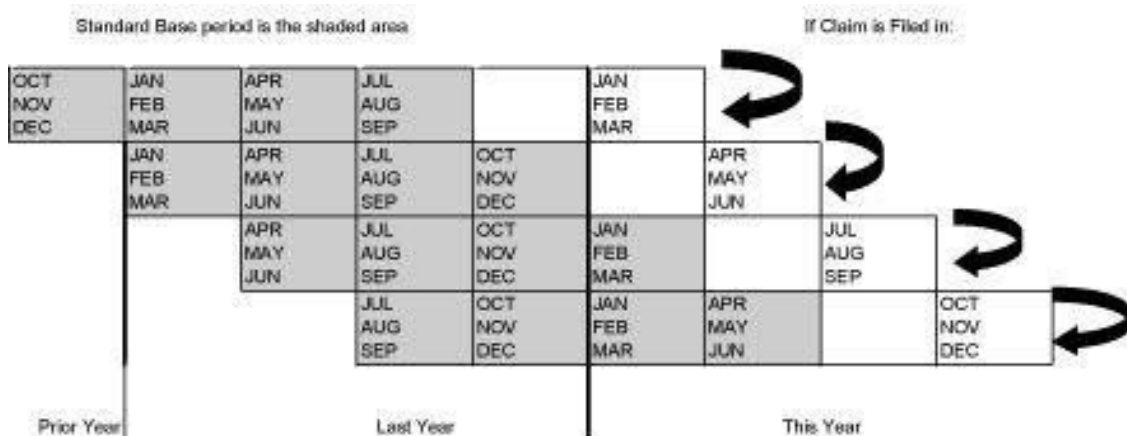 Standard Base period is the shaded area If Claim is Filed in:
OCT JAN APR JUL JAN
NOV FEB MAY AUG FEB
DEC MAR JUN SEP MAR
JAN APR JUL OCT APR
FEB MAY AUG NOV MAY
MAR JUN SEP DEC JUN
APR JUL OCT JAN JUL
MAY AUG NOV FEB AUG
JUN SEP DEC MAR SEP
JUL OCT JAN APR OCT
AUG NOV FEB MAY NOV
SEP DEC MAR JUN DEC
Prior Year Last Year This Year